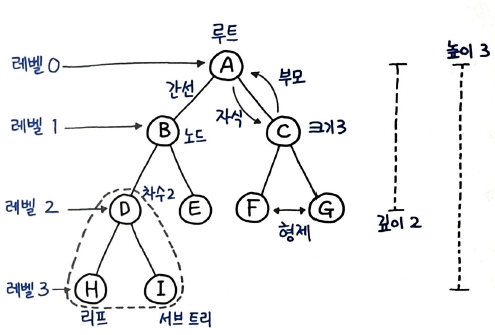 루트
레벨 0 A
간선 부모
자식
높이 3
레벨 1 B 노드 C 크기 3
차수 2
레벨 2 D E F G
형제
깊이 2
레벨 3 H I
리프 서브 트리